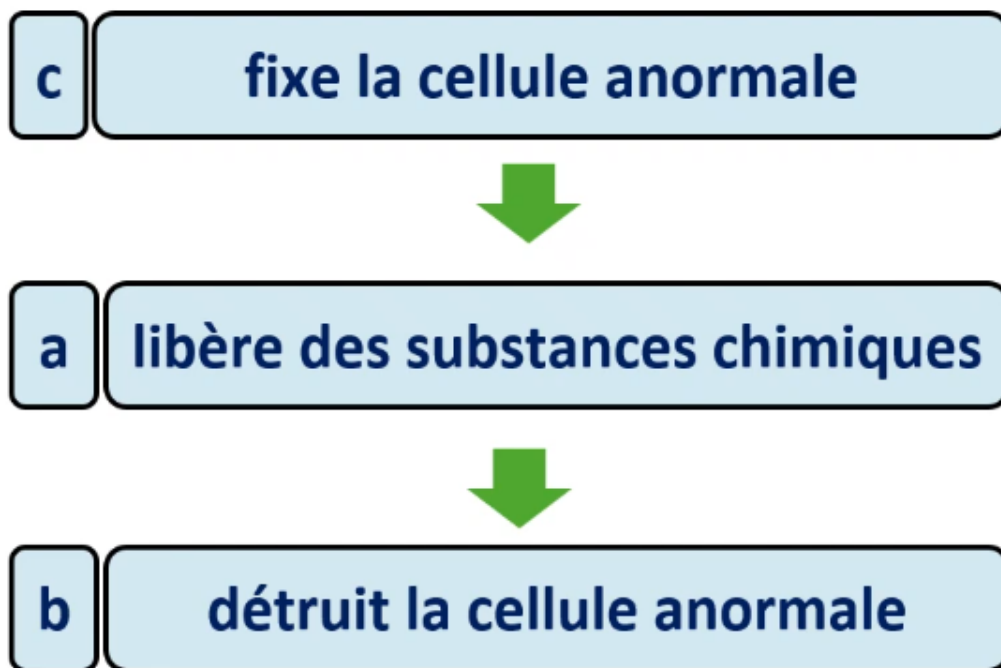 c fixe la cellule anormale
a libère des substances chimiques
b détruit la cellule anormale